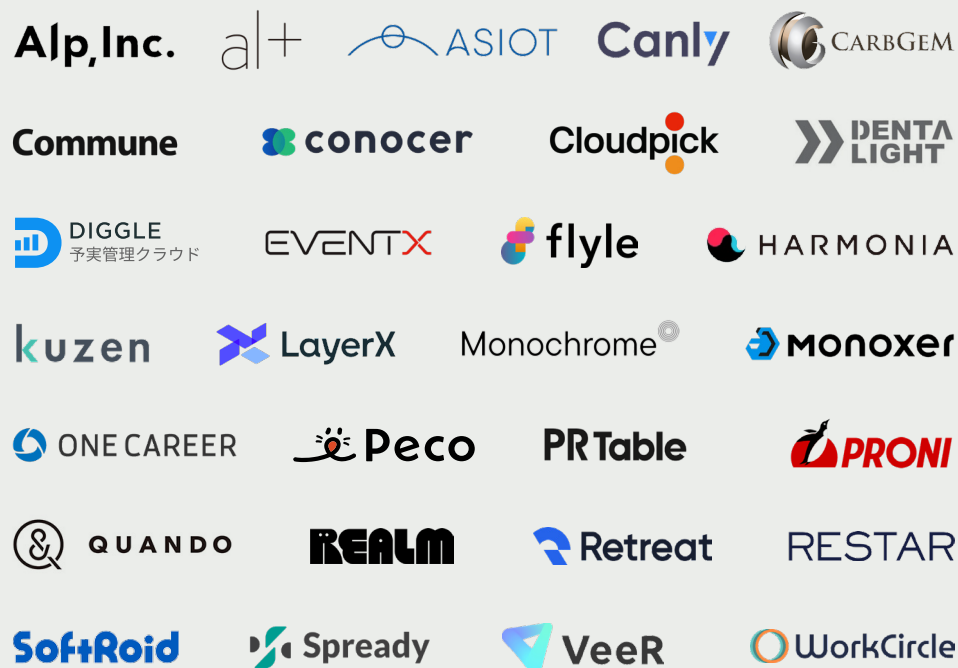 Alp,Inc.
al+
ASIOT
Canly
CARBGEM
Commune
conocer
Cloudpick
DENTA
LIGHT
DIGGLE
予実管理クラウド
EVENTX
flyle
HARMONIA
kuzen
LayerX
Monochrome
monoxer
ONE CAREER
Peco
PR Table
PRONI
&
QUANDO
REALM
Retreat
RESTAR
SoftRoid
Spready
VeeR
WorkCircle